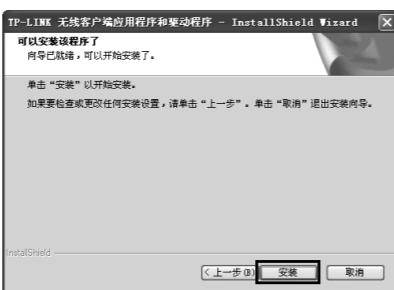 TP-LINK 无线客户端应用程序和驱动程序 - InstallShield Wizard
可以安装该程序了
向导已就绪，可以开始安装了。
单击“安装”以开始安装。
如果要检查或更改任何安装设置，请单击“上一步”。单击“取消”退出安装向导。
InstallShield
< 上一步(B) 安装 取消